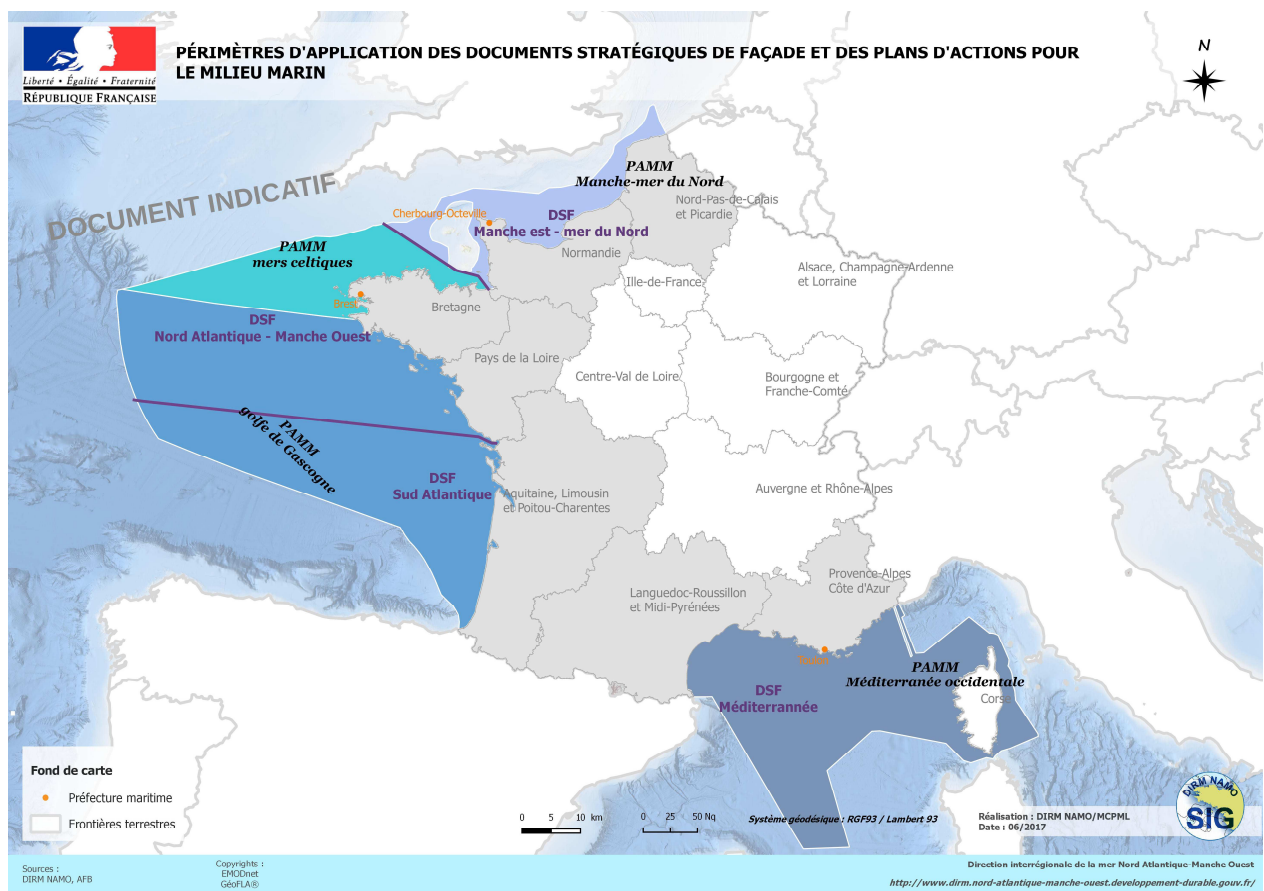 Liberté • Égalité • Fraternité
RÉPUBLIQUE FRANÇAISE
PÉRIMÈTRES D'APPLICATION DES DOCUMENTS STRATÉGIQUES DE FAÇADE ET DES PLANS D'ACTIONS POUR
LE MILIEU MARIN
N
DOCUMENT INDICATIF
PAMM
Manche-mer du Nord
Nord-Pas-de-Calais
et Picardie
Cherbourg-Octeville
DSF
Manche est - mer du Nord
Normandie
PAMM
mers celtiques
Ille-de-France
Alsace, Champagne-Ardenne
et Lorraine
Brest
Bretagne
DSF
Nord Atlantique - Manche Ouest
Pays de la Loire
Centre-Val de Loire
Bourgogne et
Franche-Comté
PAMM
golfe de Gascogne
DSF
Sud Atlantique
Aquitaine, Limousin
et Poitou-Charentes
Auvergne et Rhône-Alpes
Provence-Alpes
Côte d'Azur
Languedoc-Roussillon
et Midi-Pyrénées
Toulon
PAMM
Méditerranée occidentale
DSF
Méditerrannée
Corse
Fond de carte
Préfecture maritime
Frontières terrestres
0 5 10 km
0 25 50 Nq
Système géodésique : RGF93 / Lambert 93
Réalisation : DIRM NAMO/MCPML
Date : 06/2017
DIRM NAMO
SIG
Sources :
DIRM NAMO, AFB
Copyrights :
EMODnet
GéoFLA®
Direction interrégionale de la mer Nord Atlantique-Manche Ouest
http://www.dirm.nord-atlantique-manche-ouest.developpement-durable.gouv.fr/